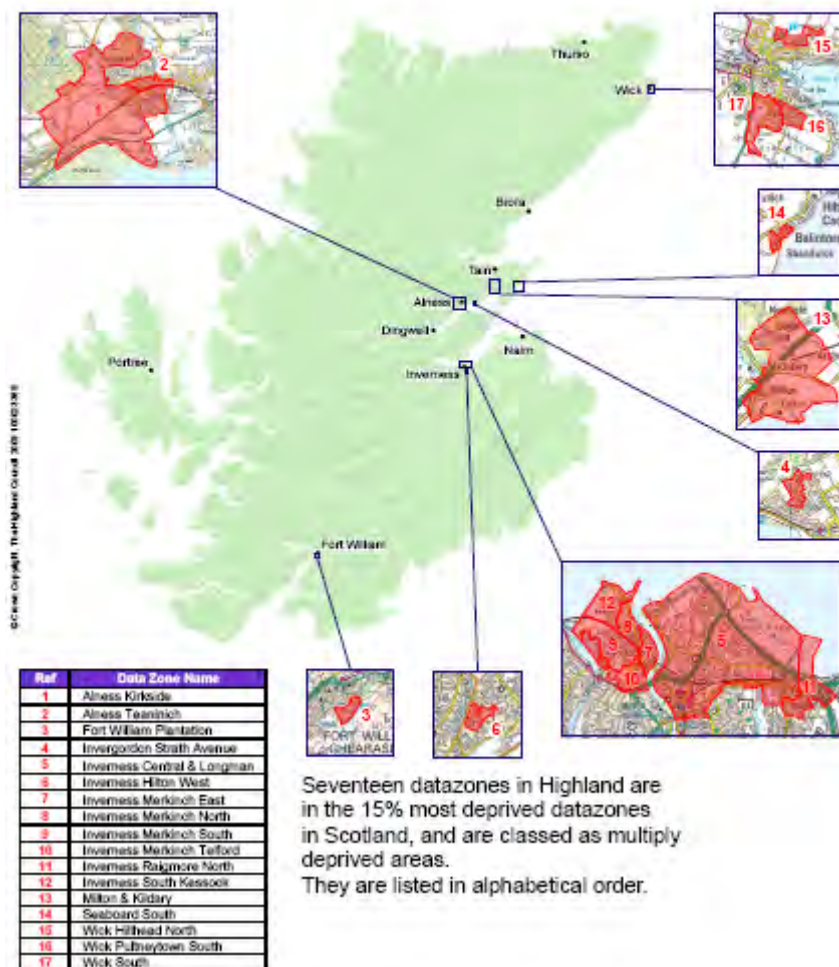 2
1
Thurso
Wick
15
17
16
Brora
14
Balintore
Shandwick
Tain
Alness
13
Dingwall
Nairn
Portree
Inverness
4
Fort William
12
8
9
7
5
10
11
3
FORT WILL
6
Ref Data Zone Name
1 Alness Kirkside
2 Alness Teaninich
3 Fort William Plantation
4 Invergordon Strath Avenue
5 Inverness Central & Longman
6 Inverness Hilton West
7 Inverness Merkinch East
8 Inverness Merkinch North
9 Inverness Merkinch South
10 Inverness Merkinch Telford
11 Inverness Raigmore North
12 Inverness South Kessock
13 Milton & Kildary
14 Seaboard South
15 Wick Hillhead North
16 Wick Pultneytown South
17 Wick South
Seventeen datazones in Highland are
in the 15% most deprived datazones
in Scotland, and are classed as multiply
deprived areas.
They are listed in alphabetical order.